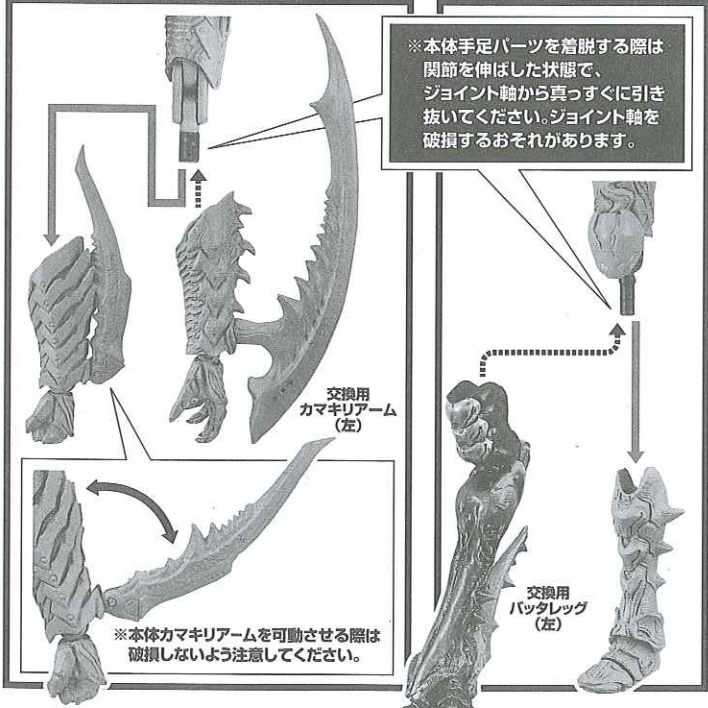 ※本体手足パーツを着脱する際は
関節を伸ばした状態で、
ジョイント軸から真っすぐに引き
抜いてください。ジョイント軸を
破損するおそれがあります。
交換用
カマキリアーム
(左)
※本体カマキリアームを可動させる際は
破損しないよう注意してください。
交換用
バッタレッグ
(左)